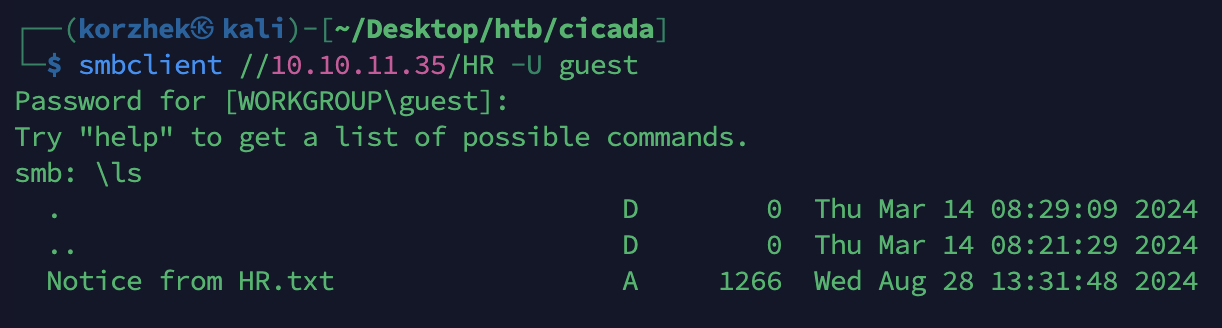 ┌──(korzhek㉿kali)-[~/Desktop/htb/cicada]
└─$ smbclient //10.10.11.35/HR -U guest
Password for [WORKGROUP\guest]:
Try "help" to get a list of possible commands.
smb: \ls
  .                                   D        0  Thu Mar 14 08:29:09 2024
  ..                                  D        0  Thu Mar 14 08:21:29 2024
  Notice from HR.txt                  A     1266  Wed Aug 28 13:31:48 2024